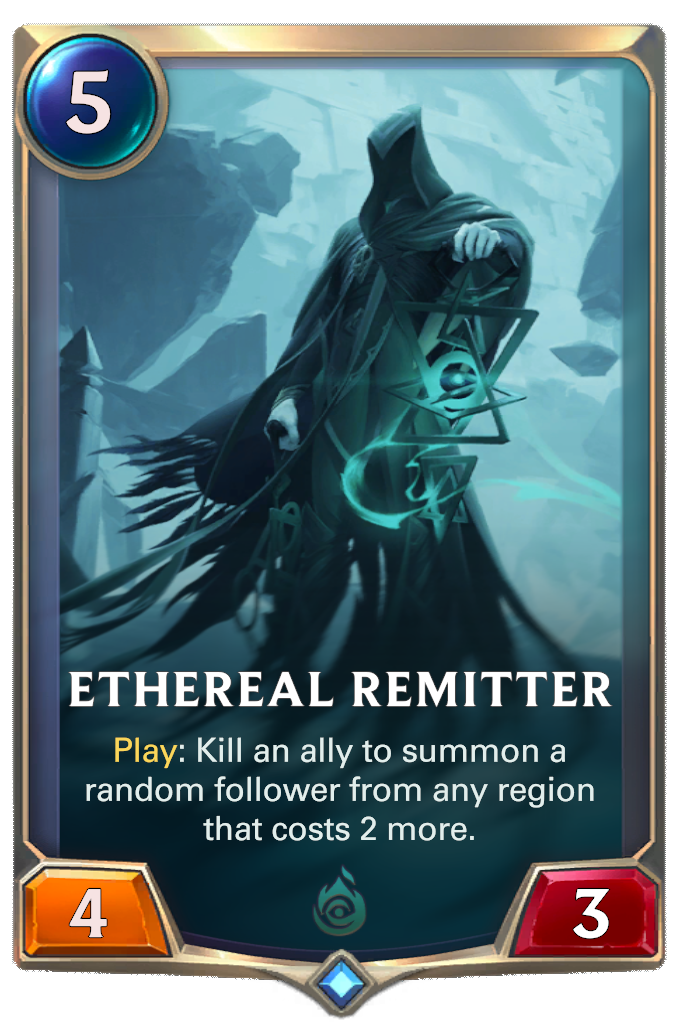 5
ETHEREAL REMITTER
Play: Kill an ally to summon a
random follower from any region
that costs 2 more.
4
3